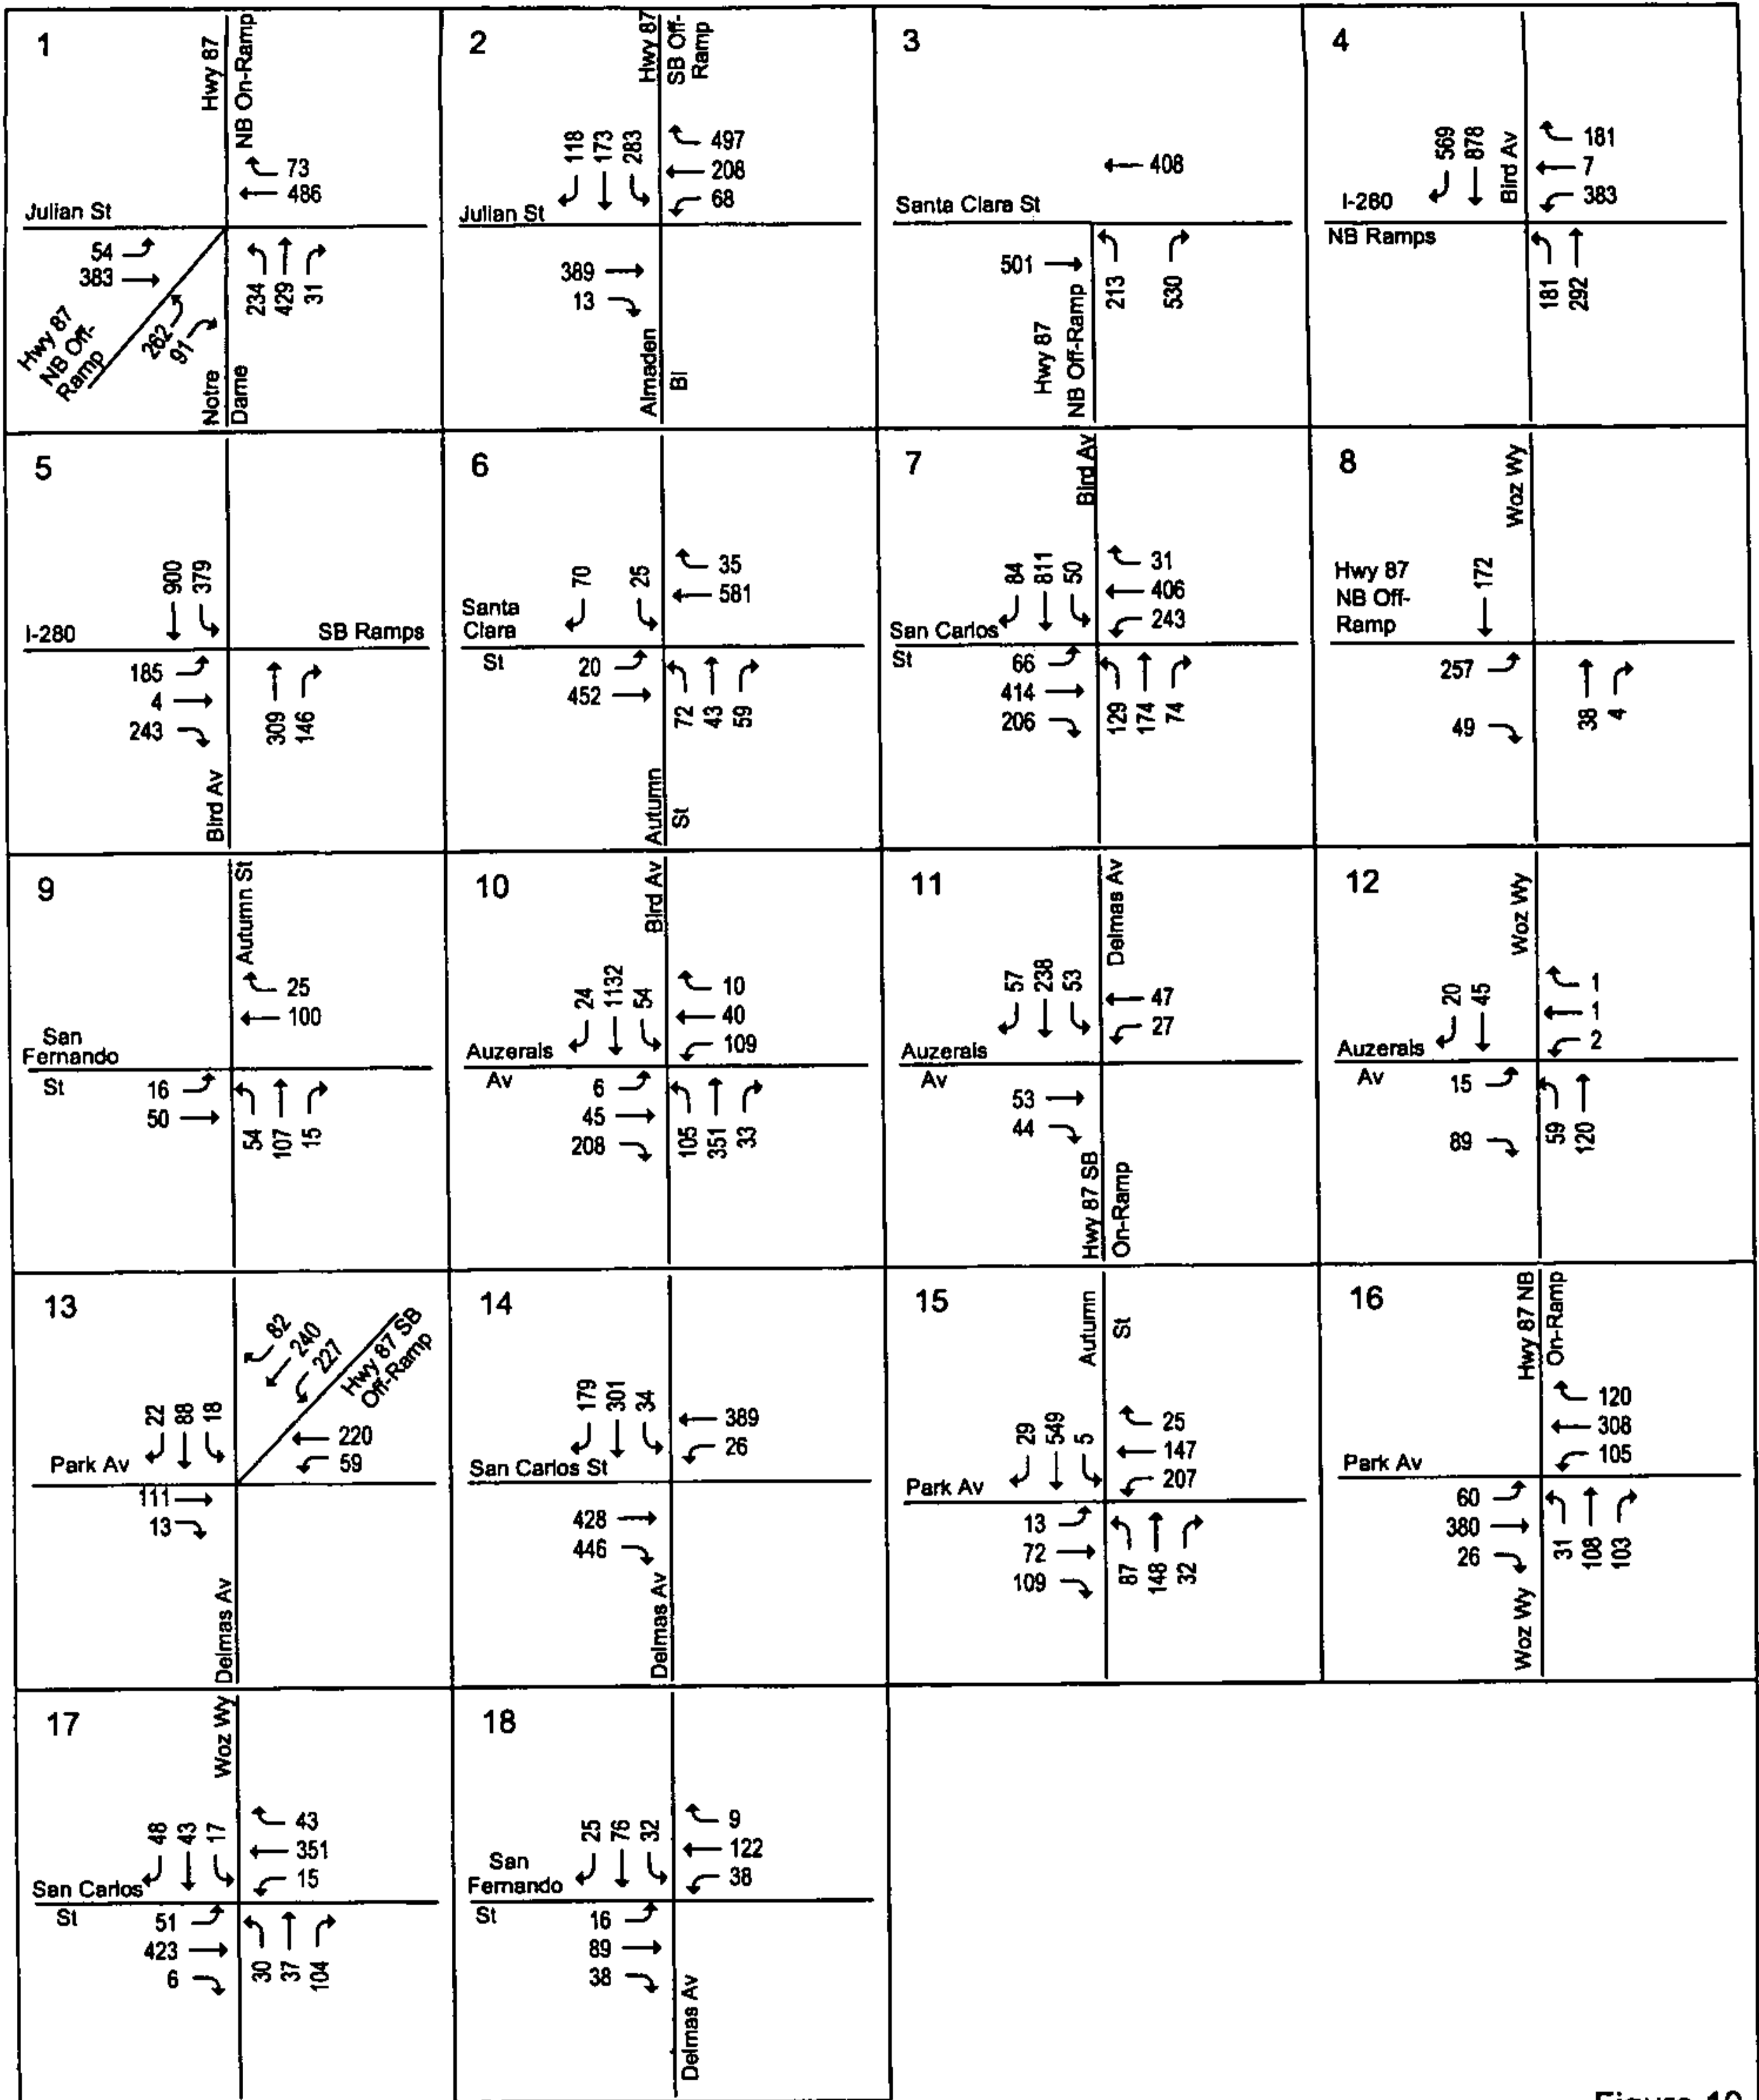 1
Hwy 87
NB On-Ramp
73
486
Julian St
54
383
234
429
31
262
91
Hwy 87
NB Off-
Ramp
Notre
Dame
2
Hwy 87
SB Off-
Ramp
118
173
283
497
208
68
Julian St
389
13
Almaden
Bl
3
408
Santa Clara St
501
213
530
Hwy 87
NB Off-Ramp
4
569
878
Bird Av
181
7
383
I-280
NB Ramps
181
292
5
900
379
I-280
SB Ramps
185
4
243
309
146
Bird Av
6
70
25
35
581
Santa
Clara
St
20
452
72
43
59
Autumn
St
7
Bird Av
84
811
50
31
406
243
San Carlos
St
66
414
206
129
174
74
8
Woz Wy
Hwy 87
NB Off-
Ramp
172
257
49
38
4
9
Autumn St
25
100
San
Fernando
St
16
50
54
107
15
10
Bird Av
24
1132
54
10
40
109
Auzerais
Av
6
45
208
105
351
33
11
Delmas Av
57
238
53
47
27
Auzerais
Av
53
44
Hwy 87 SB
On-Ramp
12
Woz Wy
20
45
1
1
2
Auzerais
Av
15
89
59
120
13
82
240
227
Hwy 87 SB
Off-Ramp
22
88
18
220
59
Park Av
111
13
Delmas Av
14
179
301
34
389
26
San Carlos St
428
446
Delmas Av
15
Autumn
St
29
549
5
25
147
207
Park Av
13
72
109
87
148
32
16
Hwy 87 NB
On-Ramp
120
308
105
Park Av
60
380
26
31
108
103
Woz Wy
17
Woz Wy
48
43
17
43
351
15
San Carlos
St
51
423
6
30
37
104
18
25
76
32
9
122
38
San
Fernando
St
16
89
38
Delmas Av